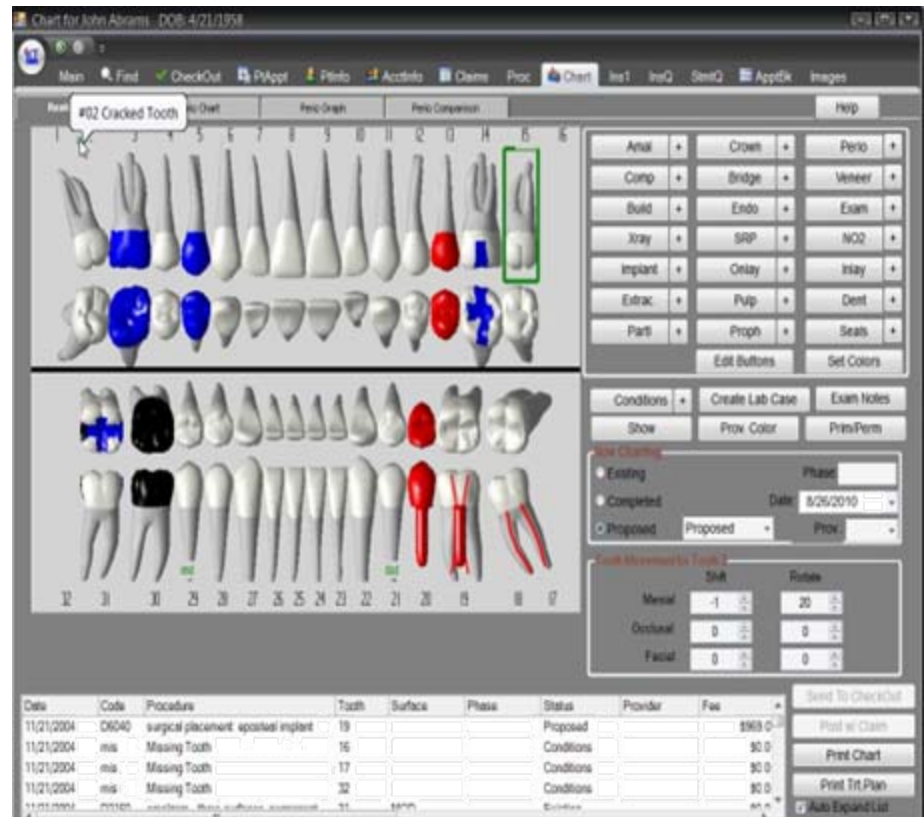 Chart for John Abrams DOB: 4/21/1958
Main Find CheckOut PtAppt PtInfo AcctInfo Claims Proc Chart Ins1 InsQ StmtQ ApptBk Images
Perio Graph Perio Comparison Help
#02 Cracked Tooth
1 3 4 5 6 7 8 9 10 11 12 13 14 15 16
Amal + Crown + Perio +
Comp + Bridge + Veneer +
Build + Endo + Exam +
Xray + SRP + NO2 +
Implant + Onlay + Inlay +
Extrac + Pulp + Dent +
Parti + Proph + Seals +
Edit Buttons Set Colors
Conditions + Create Lab Case Exam Notes
Show Prov. Color Prim/Perm
Now Charting
Existing Phase:
Completed Date: 8/26/2010
Proposed Proposed Prov.:
Tooth Movement for Tooth 2
Shift Rotate
Mesial -1 20
Occlusal 0 0
Facial 0 0
32 31 30 29 28 27 26 25 24 23 22 21 20 19 18 17
Date Code Procedure Tooth Surface Phase Status Provider Fee
11/21/2004 D6040 surgical placement: eposteal implant 19 Proposed
11/21/2004 mis Missing Tooth 16 Conditions $0.0
11/21/2004 mis Missing Tooth 17 Conditions $0.0
11/21/2004 mis Missing Tooth 32 Conditions $0.0
Send To CheckOut
Post w/ Claim
Print Chart
Print Trt.Plan
Auto Expand List